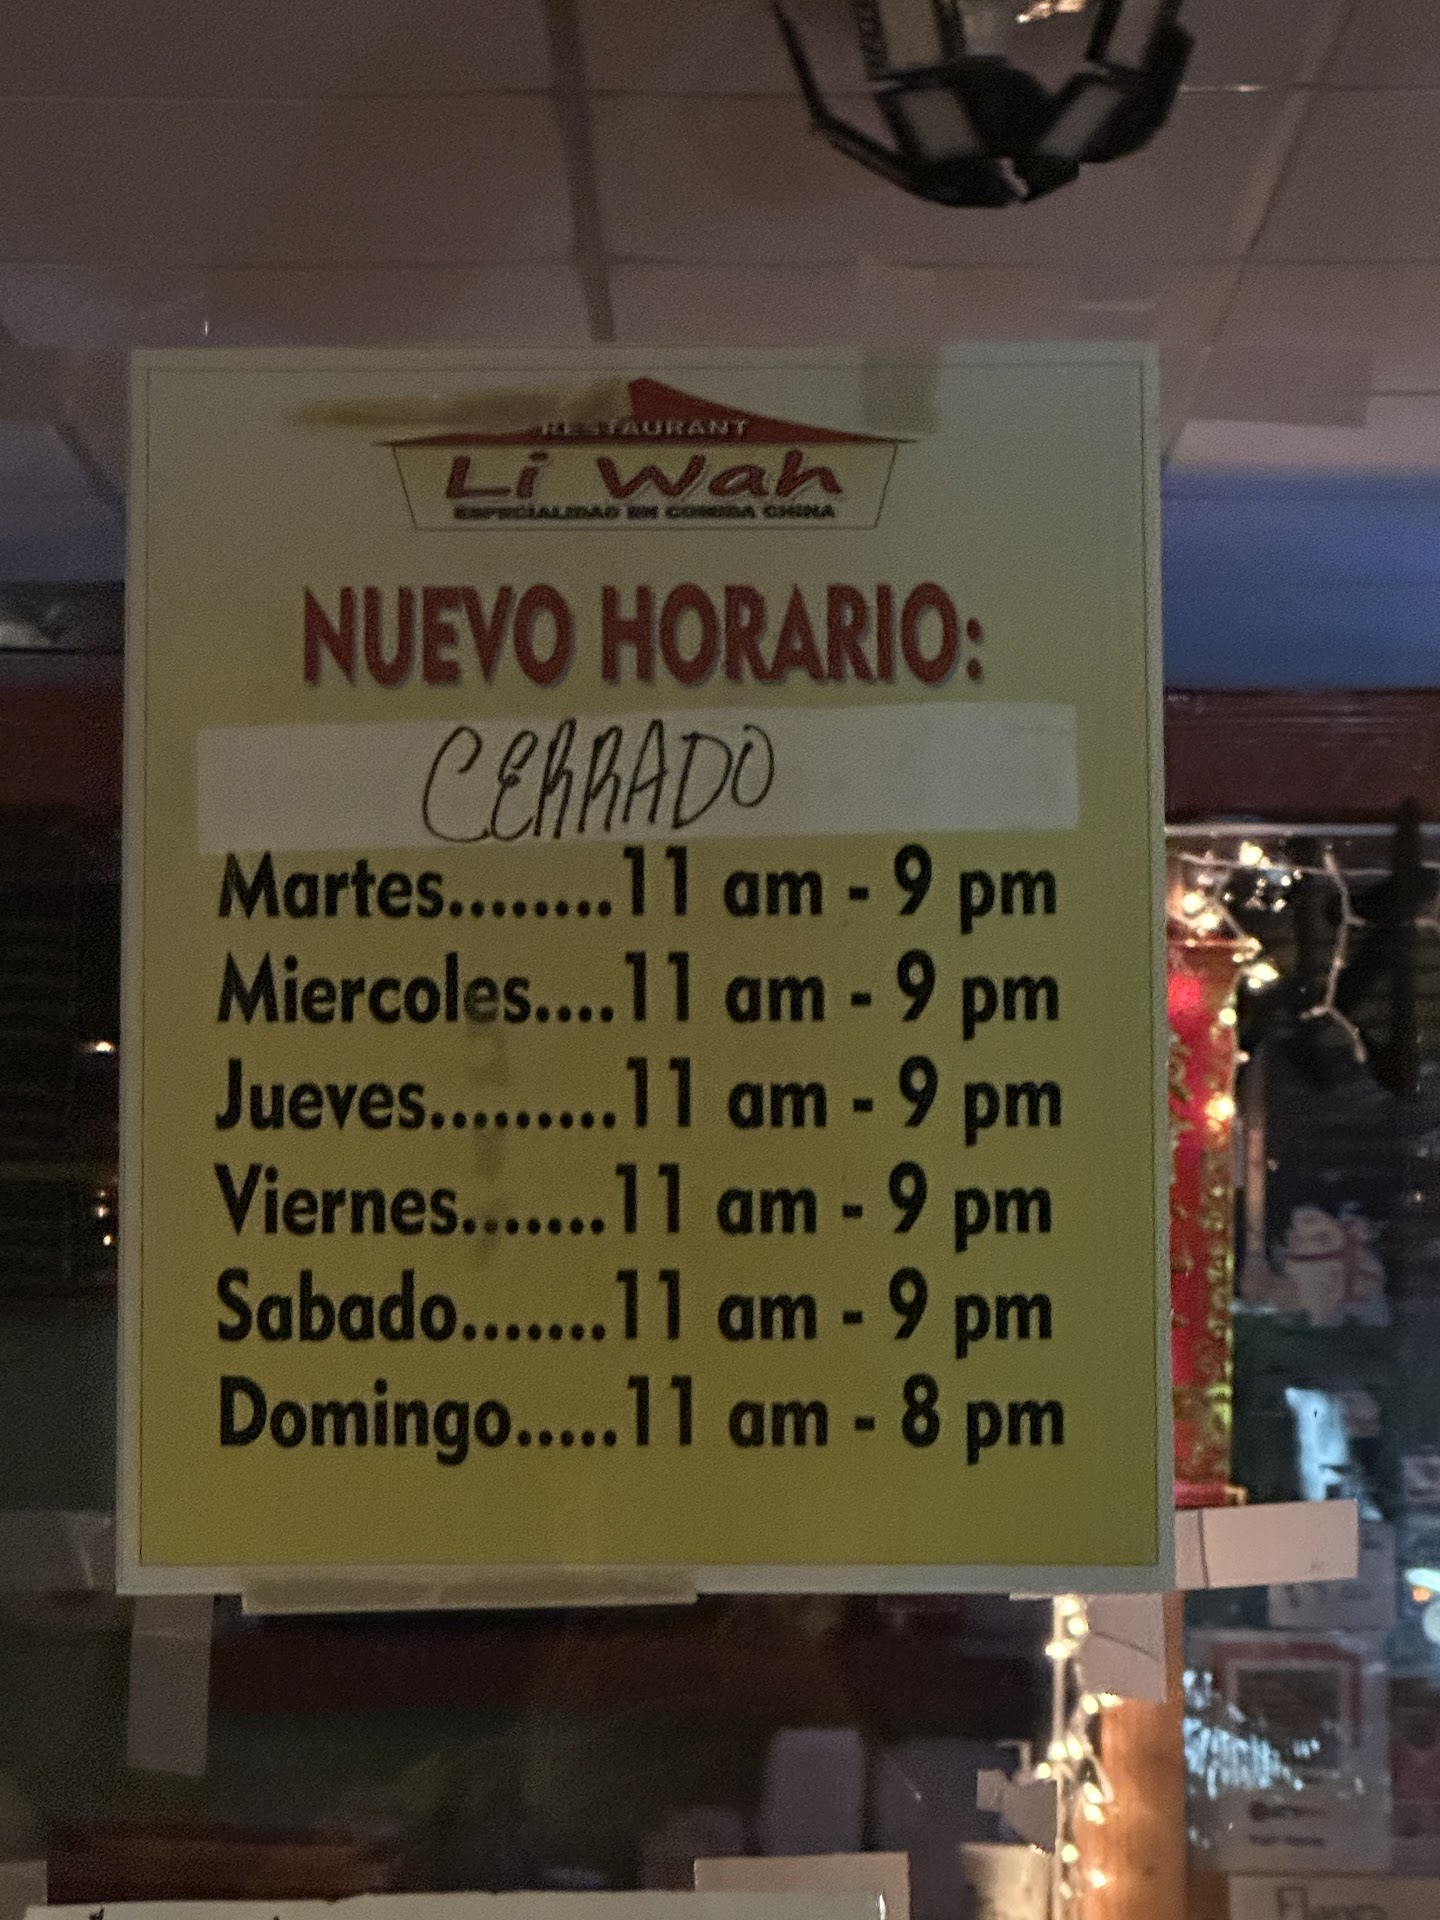 RESTAURANT
Li Wah
ESPECIALIDAD EN COMIDA CHINA
NUEVO HORARIO:
CERRADO
Martes........11 am - 9 pm
Miercoles....11 am - 9 pm
Jueves.........11 am - 9 pm
Viernes.......11 am - 9 pm
Sabado.......11 am - 9 pm
Domingo.....11 am - 8 pm